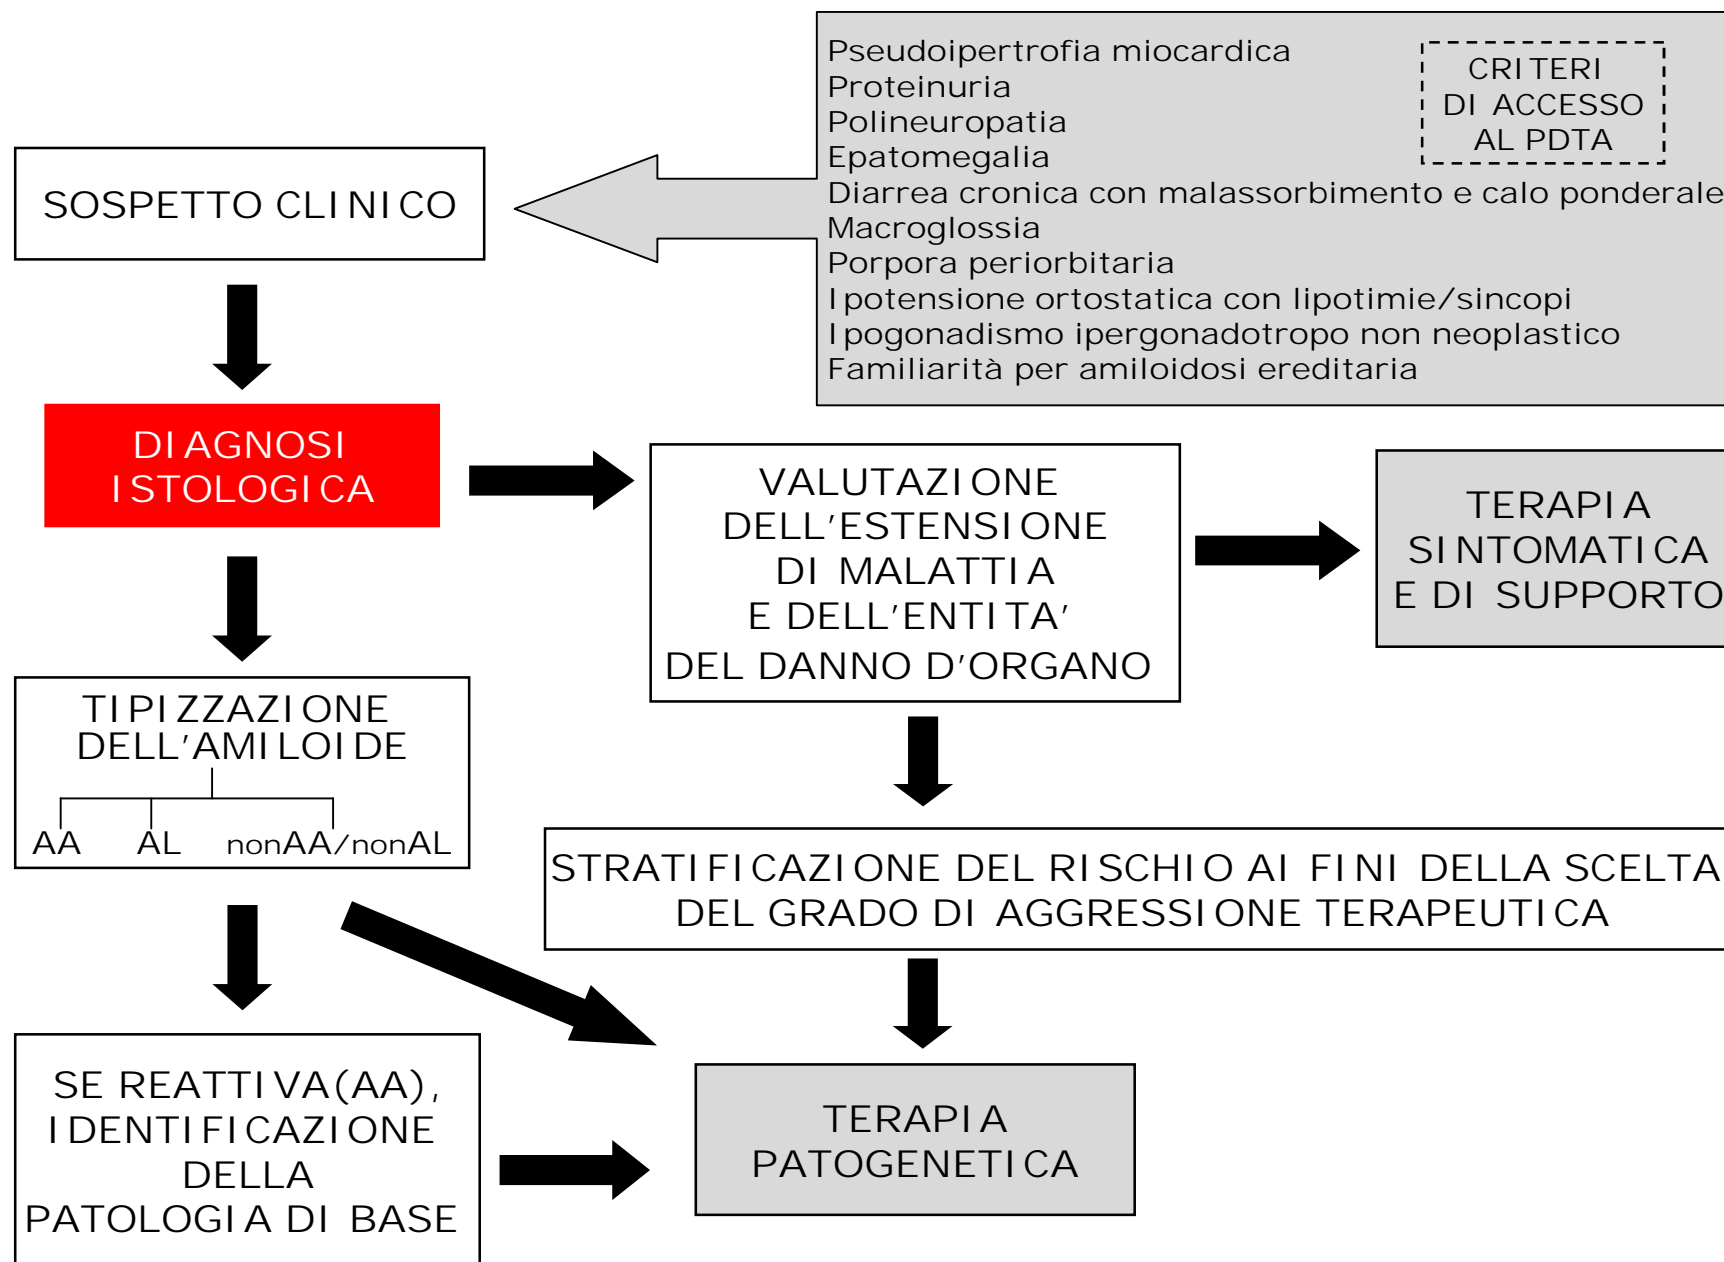 Pseudoipertrofia miocardica
Proteinuria
Polineuropatia
Epatomegalia
Diarrea cronica con malassorbimento e calo ponderale
Macroglossia
Porpora periorbitaria
Ipotensione ortostatica con lipotimie/sincopi
Ipogonadismo ipergonadotropo non neoplastico
Familiarità per amiloidosi ereditaria
CRITERI
DI ACCESSO
AL PDTA
SOSPETTO CLINICO
DIAGNOSI
ISTOLOGICA
VALUTAZIONE
DELL'ESTENSIONE
DI MALATTIA
E DELL'ENTITA'
DEL DANNO D'ORGANO
TERAPIA
SINTOMATICA
E DI SUPPORTO
TIPIZZAZIONE
DELL'AMILOIDE
AA AL nonAA/nonAL
STRATIFICAZIONE DEL RISCHIO AI FINI DELLA SCELTA
DEL GRADO DI AGGRESSIONE TERAPEUTICA
SE REATTIVA(AA),
IDENTIFICAZIONE
DELLA
PATOLOGIA DI BASE
TERAPIA
PATOGENETICA